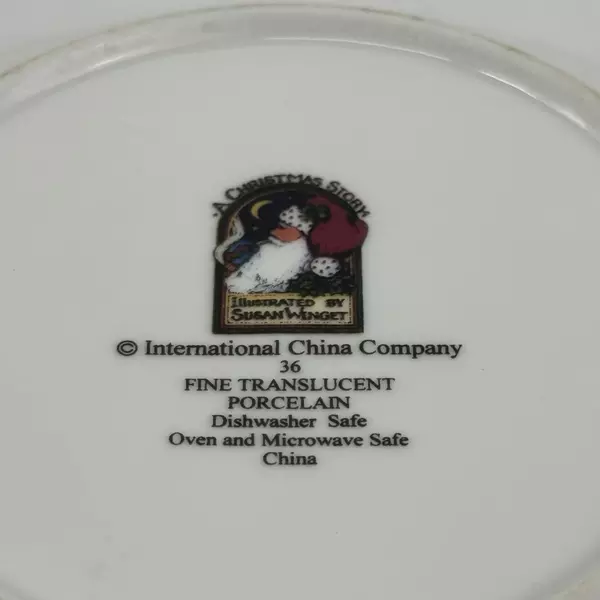 ·A CHRISTMAS STORY·
ILLUSTRATED BY
SUSAN WINGET
© International China Company
36
FINE TRANSLUCENT
PORCELAIN
Dishwasher Safe
Oven and Microwave Safe
China